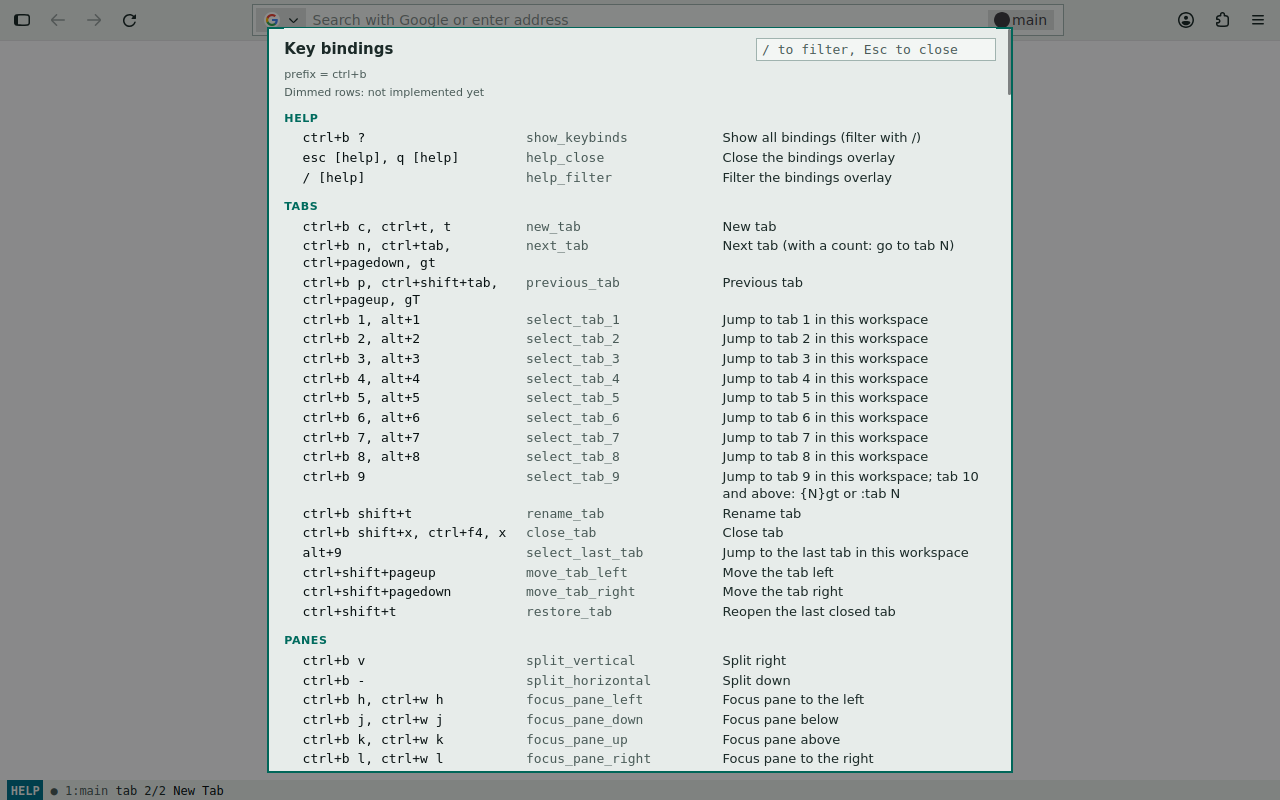 Search with Google or enter address
main
Key bindings
/ to filter, Esc to close
prefix = ctrl+b
Dimmed rows: not implemented yet
HELP
ctrl+b ? show_keybinds Show all bindings (filter with /)
esc [help], q [help] help_close Close the bindings overlay
/ [help] help_filter Filter the bindings overlay
TABS
ctrl+b c, ctrl+t, t new_tab New tab
ctrl+b n, ctrl+tab, next_tab Next tab (with a count: go to tab N)
ctrl+pagedown, gt
ctrl+b p, ctrl+shift+tab, previous_tab Previous tab
ctrl+pageup, gT
ctrl+b 1, alt+1 select_tab_1 Jump to tab 1 in this workspace
ctrl+b 2, alt+2 select_tab_2 Jump to tab 2 in this workspace
ctrl+b 3, alt+3 select_tab_3 Jump to tab 3 in this workspace
ctrl+b 4, alt+4 select_tab_4 Jump to tab 4 in this workspace
ctrl+b 5, alt+5 select_tab_5 Jump to tab 5 in this workspace
ctrl+b 6, alt+6 select_tab_6 Jump to tab 6 in this workspace
ctrl+b 7, alt+7 select_tab_7 Jump to tab 7 in this workspace
ctrl+b 8, alt+8 select_tab_8 Jump to tab 8 in this workspace
ctrl+b 9 select_tab_9 Jump to tab 9 in this workspace; tab 10
and above: {N}gt or :tab N
ctrl+b shift+t rename_tab Rename tab
ctrl+b shift+x, ctrl+f4, x close_tab Close tab
alt+9 select_last_tab Jump to the last tab in this workspace
ctrl+shift+pageup move_tab_left Move the tab left
ctrl+shift+pagedown move_tab_right Move the tab right
ctrl+shift+t restore_tab Reopen the last closed tab
PANES
ctrl+b v split_vertical Split right
ctrl+b - split_horizontal Split down
ctrl+b h, ctrl+w h focus_pane_left Focus pane to the left
ctrl+b j, ctrl+w j focus_pane_down Focus pane below
ctrl+b k, ctrl+w k focus_pane_up Focus pane above
ctrl+b l, ctrl+w l focus_pane_right Focus pane to the right
HELP ● 1:main tab 2/2 New Tab